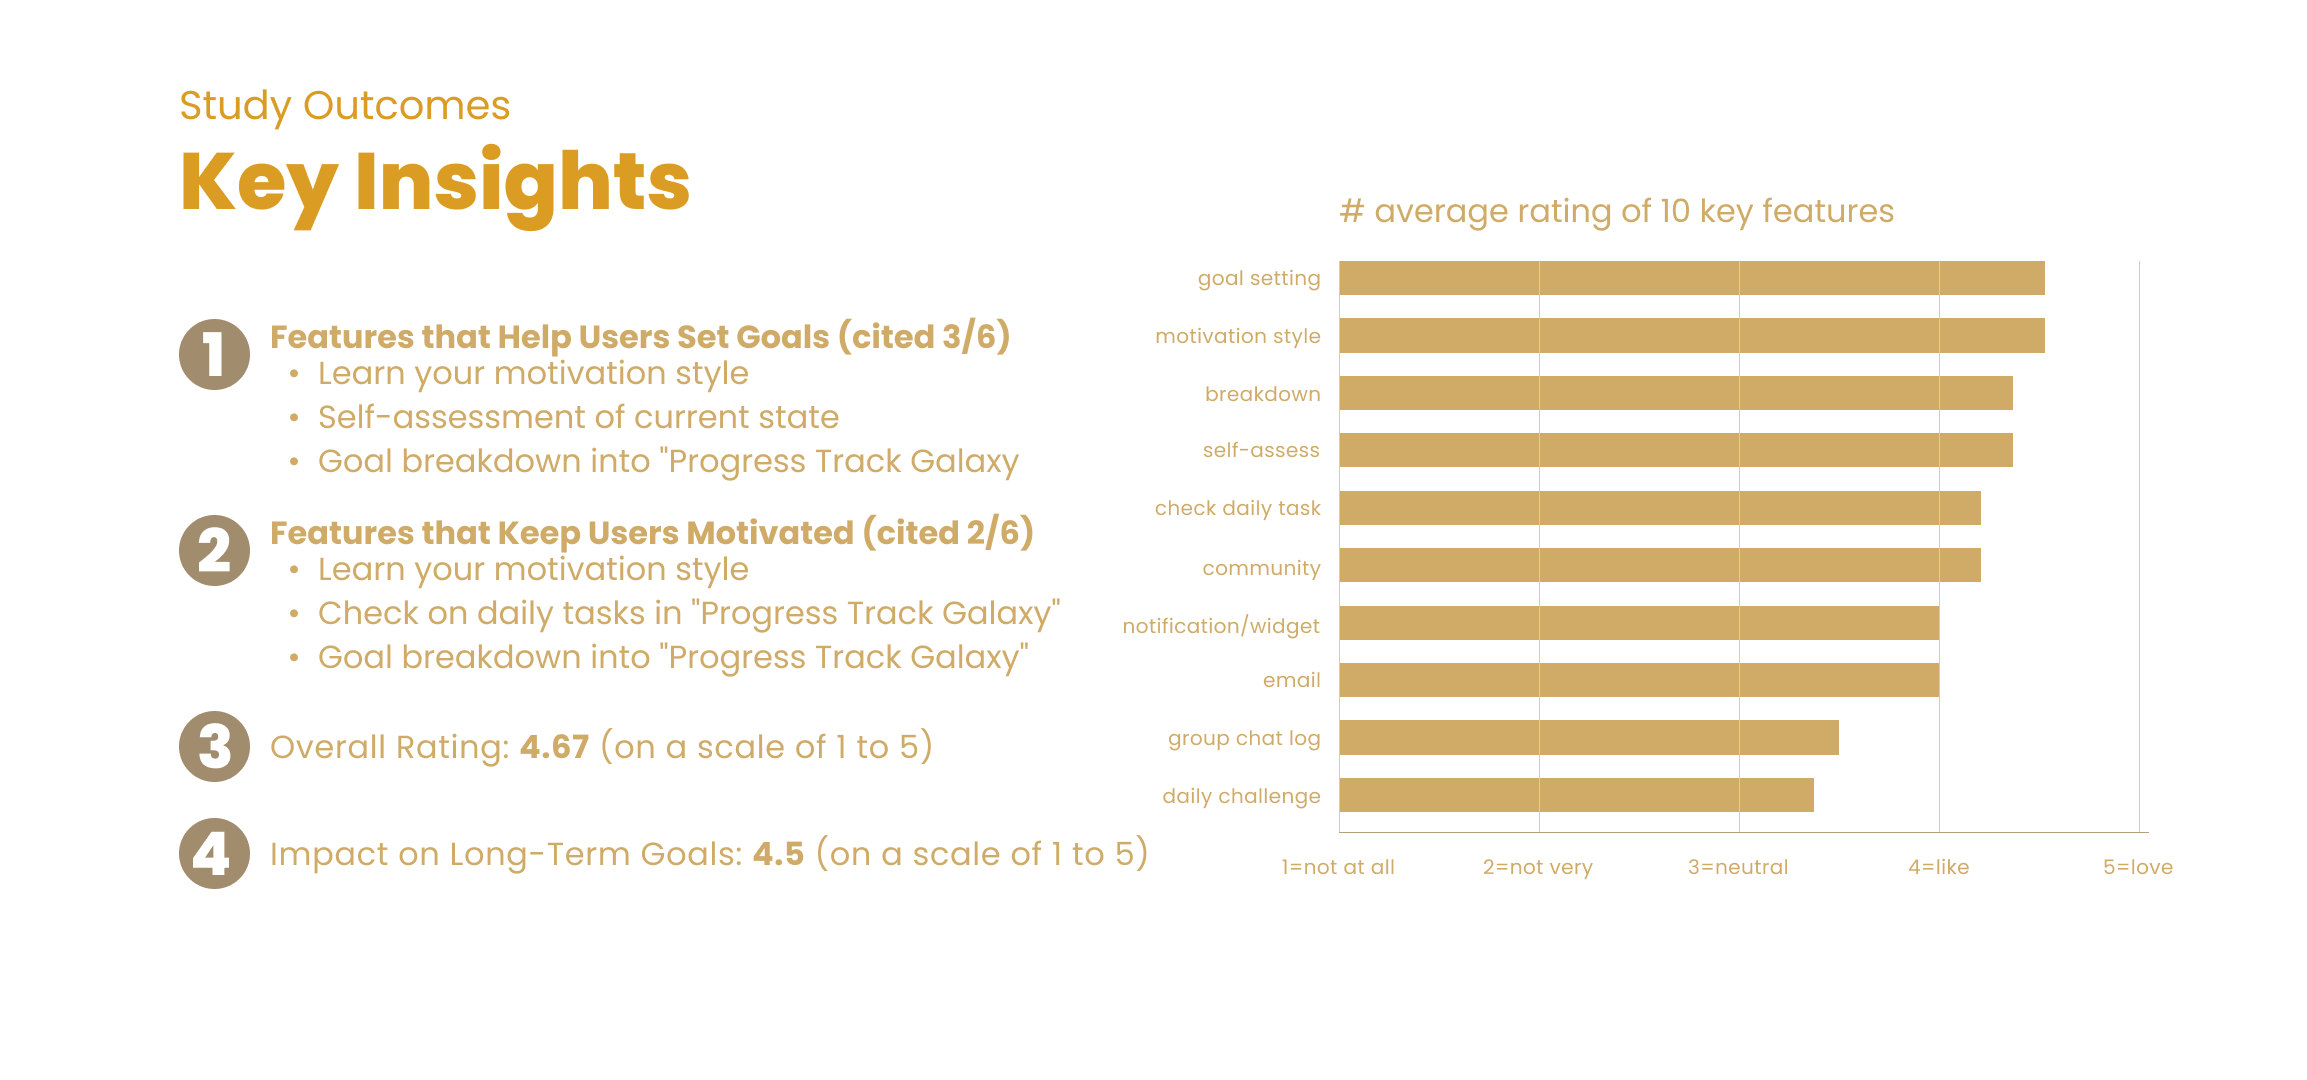 Study Outcomes
Key Insights
1
Features that Help Users Set Goals (cited 3/6)
• Learn your motivation style
• Self-assessment of current state
• Goal breakdown into "Progress Track Galaxy
2
Features that Keep Users Motivated (cited 2/6)
• Learn your motivation style
• Check on daily tasks in "Progress Track Galaxy"
• Goal breakdown into "Progress Track Galaxy"
3
Overall Rating: 4.67 (on a scale of 1 to 5)
4
Impact on Long-Term Goals: 4.5 (on a scale of 1 to 5)
# average rating of 10 key features
goal setting
motivation style
breakdown
self-assess
check daily task
community
notification/widget
email
group chat log
daily challenge
1=not at all
2=not very
3=neutral
4=like
5=love